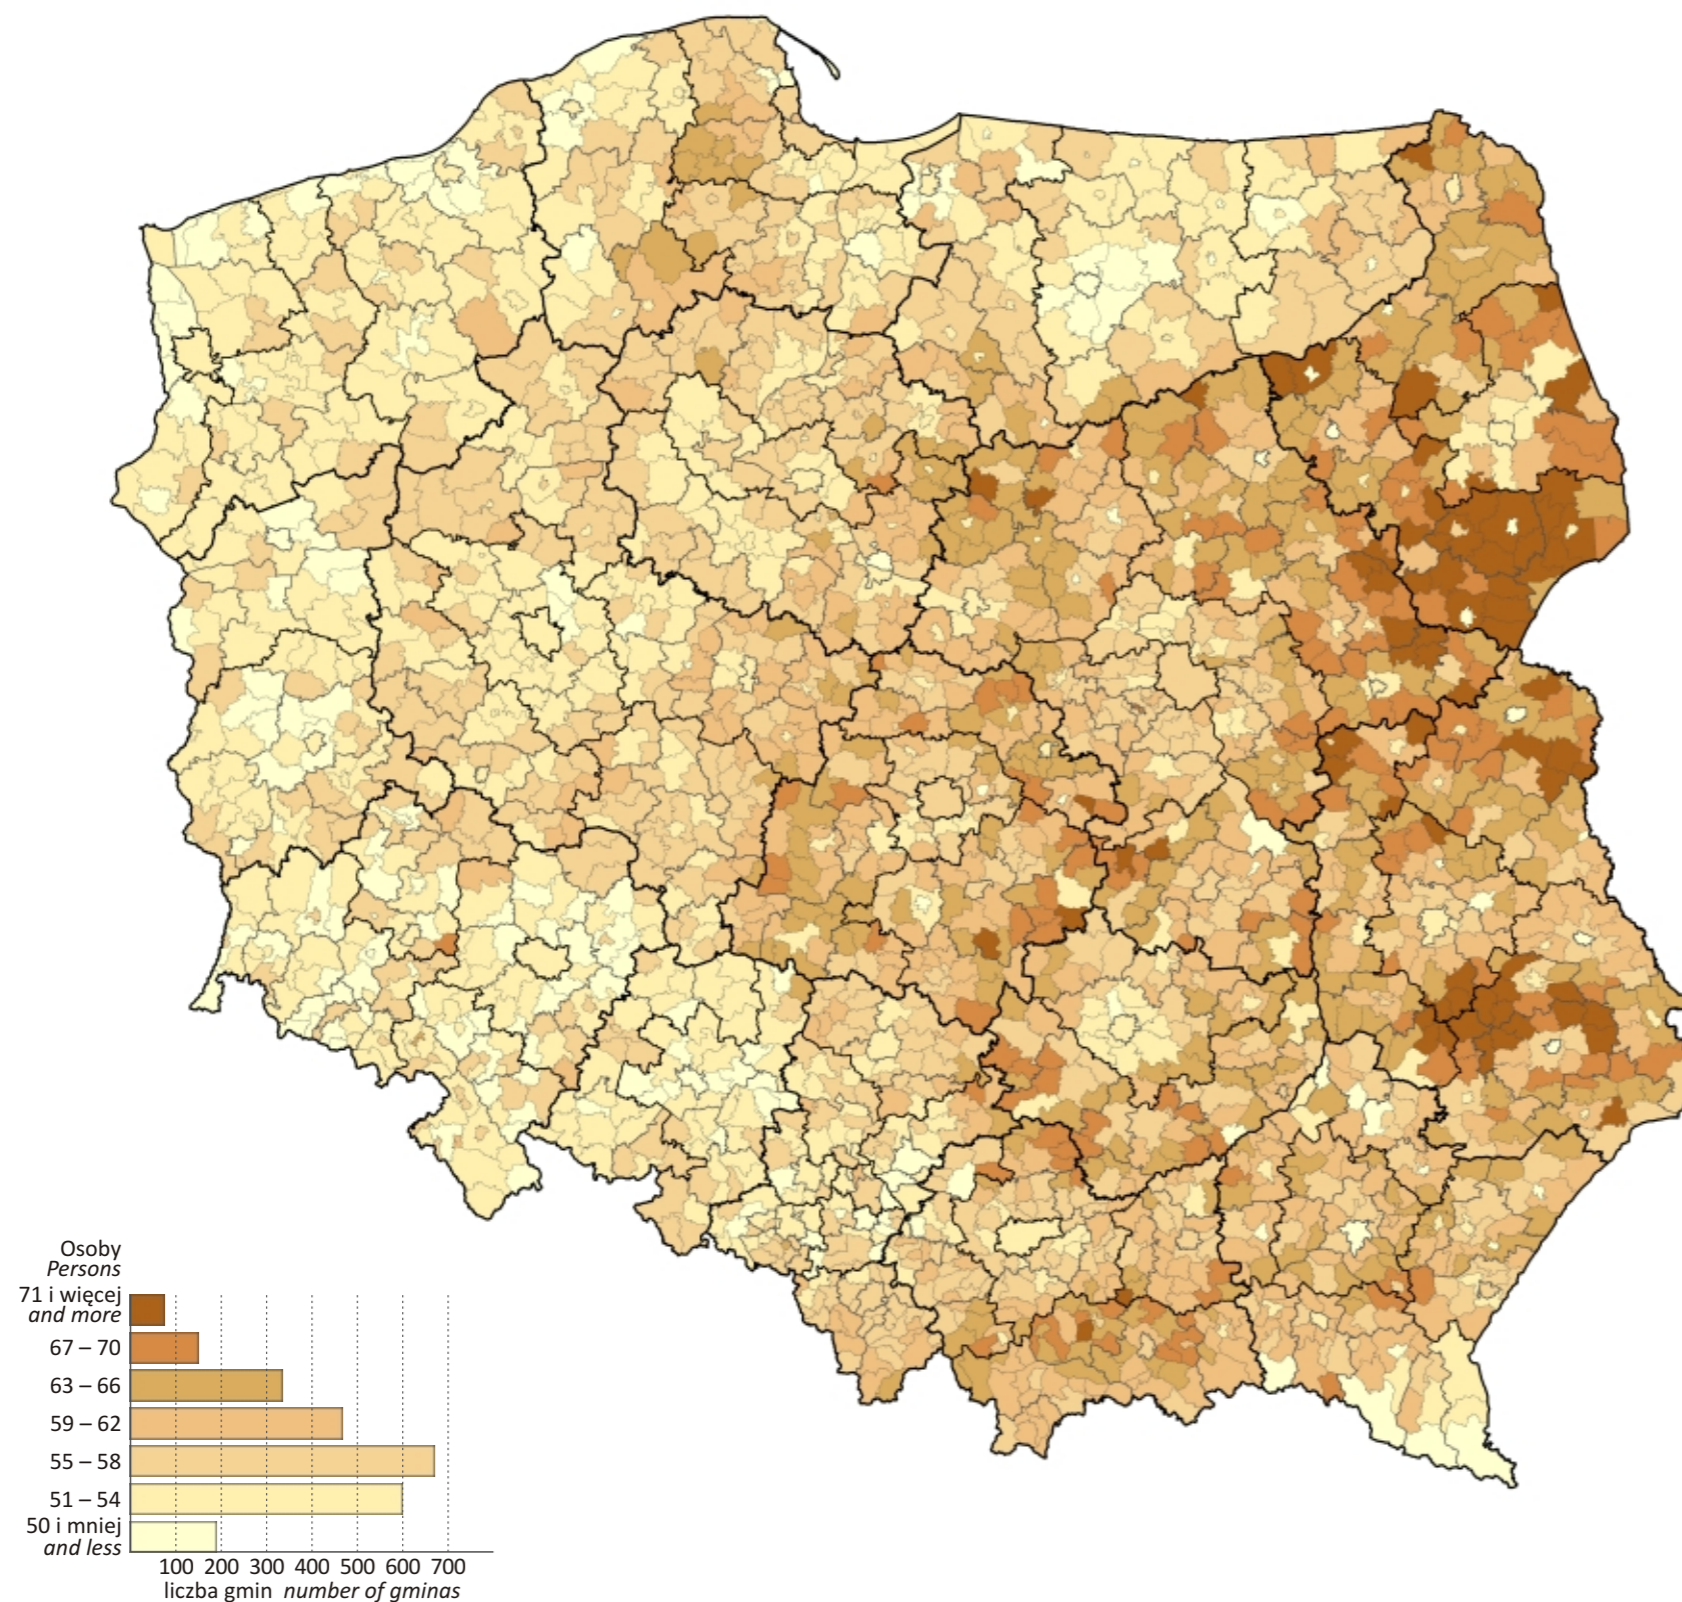 Osoby
Persons
71 i więcej
and more
67 – 70
63 – 66
59 – 62
55 – 58
51 – 54
50 i mniej
and less
100 200 300 400 500 600 700
liczba gmin number of gminas